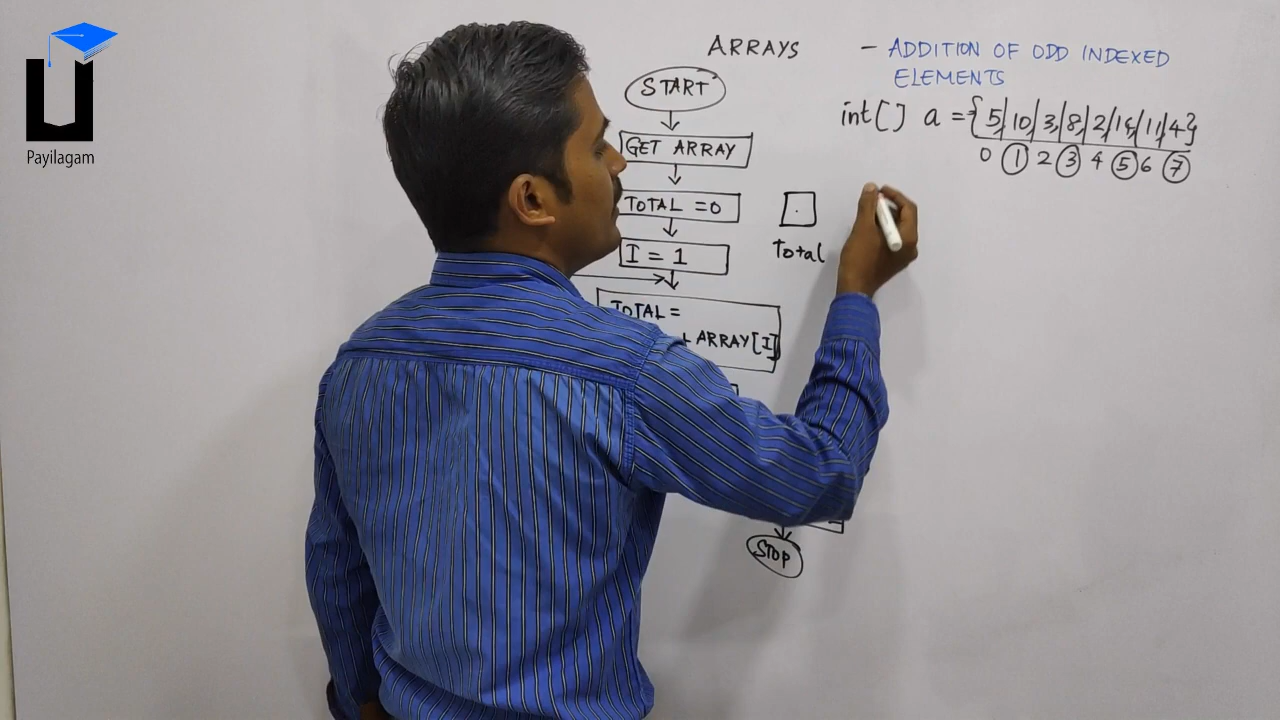 Payilagam
ARRAYS - ADDITION OF ODD INDEXED
ELEMENTS
START
GET ARRAY
TOTAL = 0
I = 1
TOTAL =
+ ARRAY[I]
STOP
int[] a = {5, 10, 3, 8, 2, 15, 11, 4}
0 1 2 3 4 5 6 7
Total